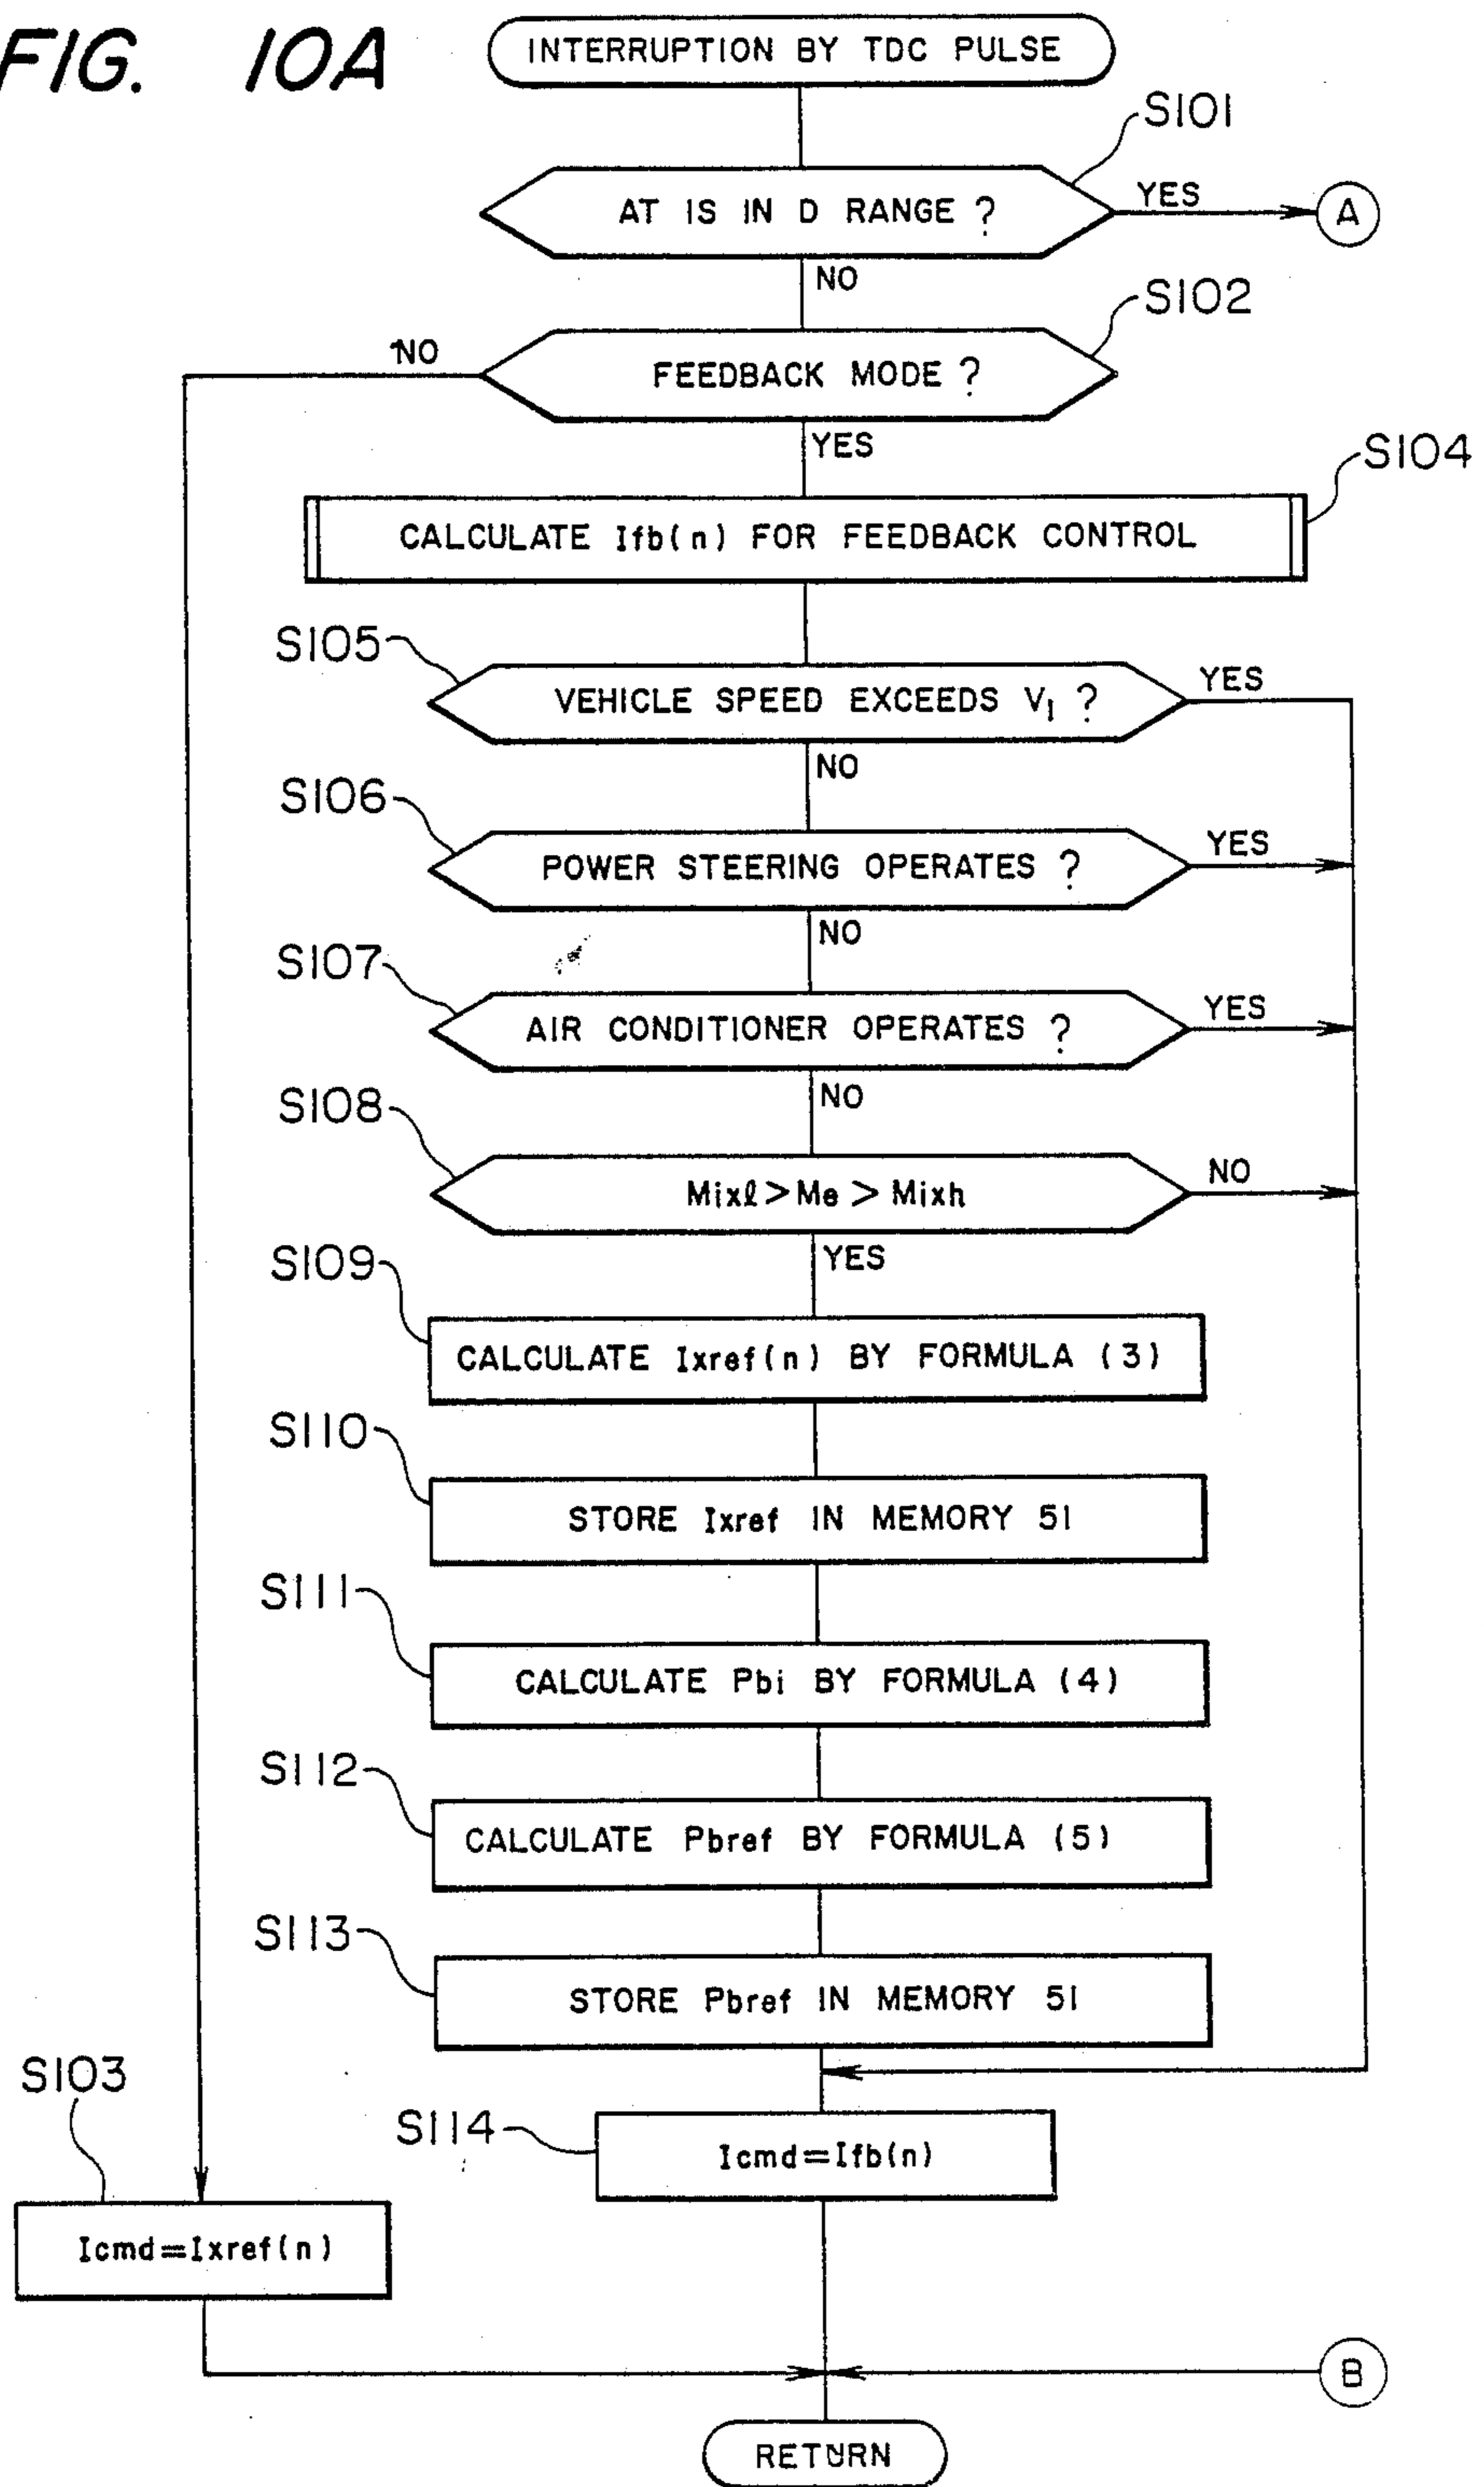 FIG. 10A
INTERRUPTION BY TDC PULSE
S101
AT IS IN D RANGE ?
YES
A
NO
S102
NO
FEEDBACK MODE ?
YES
S104
CALCULATE Ifb(n) FOR FEEDBACK CONTROL
S105
VEHICLE SPEED EXCEEDS V1 ?
YES
NO
S106
POWER STEERING OPERATES ?
YES
NO
S107
AIR CONDITIONER OPERATES ?
YES
NO
S108
Mixℓ > Me > Mixh
NO
YES
S109
CALCULATE Ixref(n) BY FORMULA (3)
S110
STORE Ixref IN MEMORY 51
S111
CALCULATE Pbi BY FORMULA (4)
S112
CALCULATE Pbref BY FORMULA (5)
S113
STORE Pbref IN MEMORY 51
S103
S114
Icmd=Ifb(n)
Icmd=Ixref(n)
B
RETURN